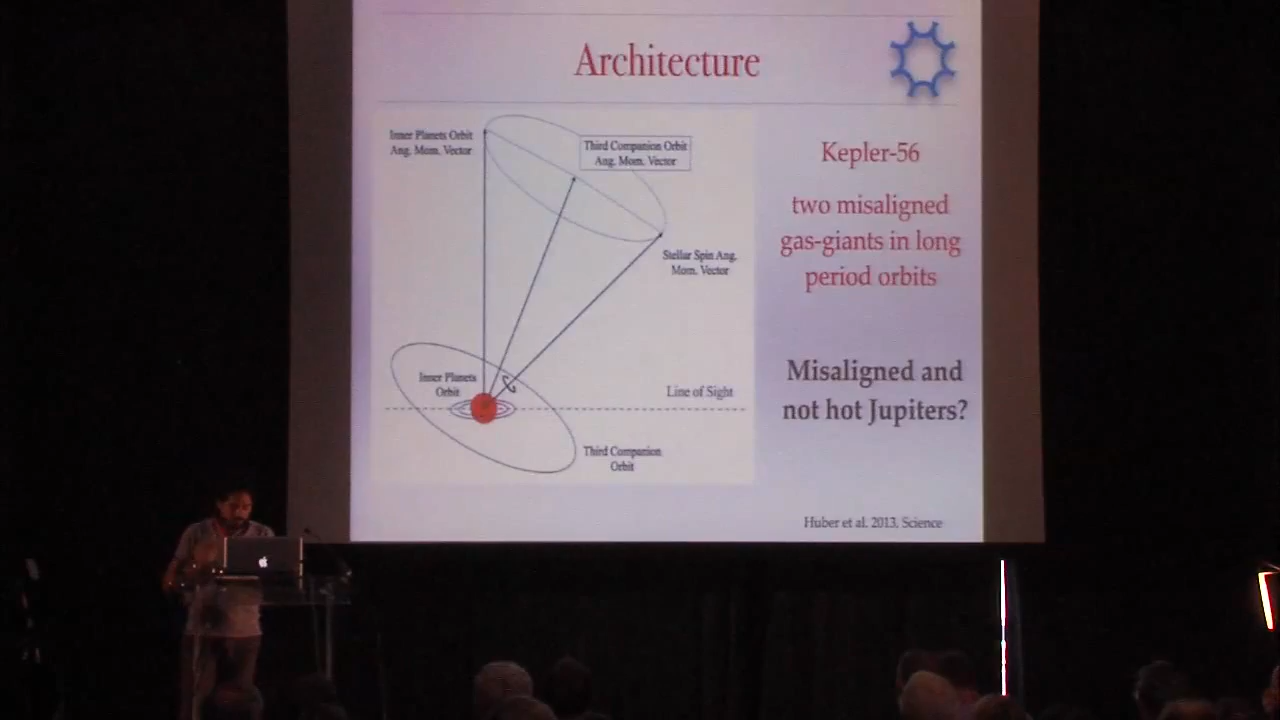 Architecture
Inner Planets Orbit
Ang. Mom. Vector
Third Companion Orbit
Ang. Mom. Vector
Stellar Spin Ang.
Mom. Vector
Inner Planets
Orbit
Line of Sight
Third Companion
Orbit
Kepler-56
two misaligned
gas-giants in long
period orbits
Misaligned and
not hot Jupiters?
Huber et al. 2013, Science